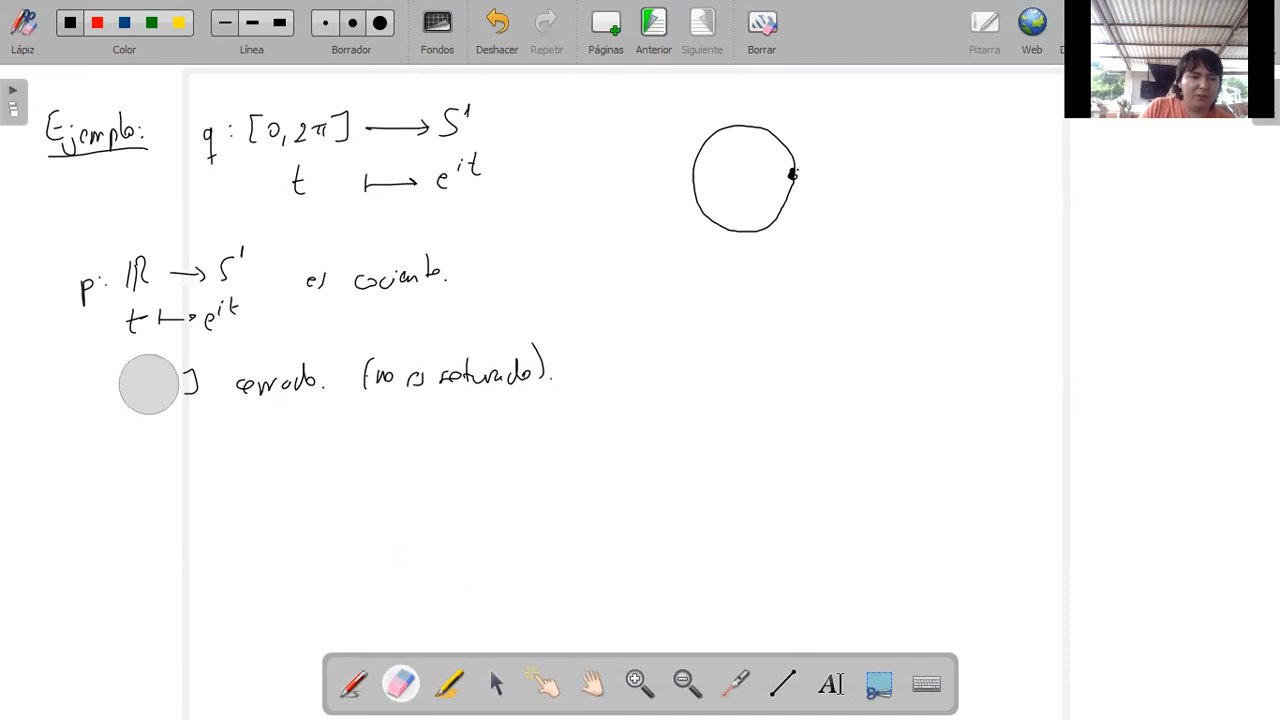 Lápiz Color Línea Borrador Fondos Deshacer Repetir Páginas Anterior Siguiente Borrar Pizarra Web
Ejemplo: q: [0, 2π] ⟶ S¹
t ⟼ e^{it}
p: ℝ → S¹ es cociente.
t ⟼ e^{it}
] cerrado. (no es saturado).